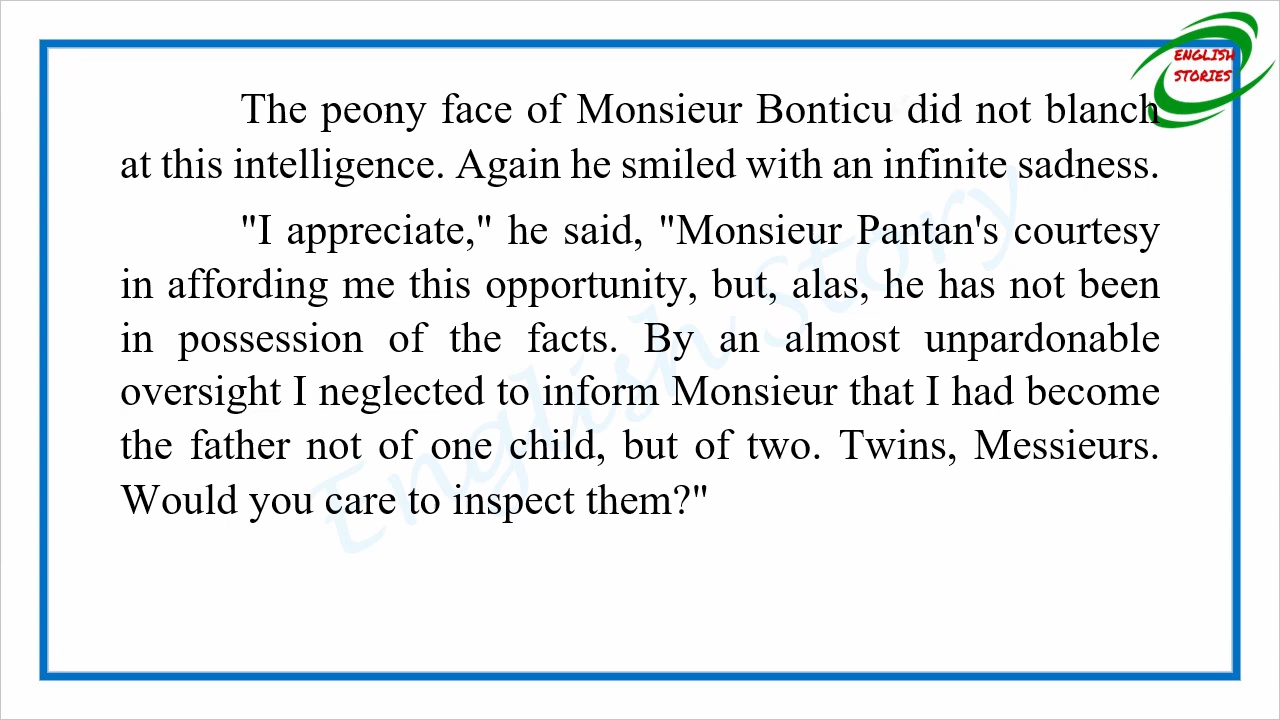 ENGLISH
STORIES
The peony face of Monsieur Bonticu did not blanch
at this intelligence. Again he smiled with an infinite sadness.
"I appreciate," he said, "Monsieur Pantan's courtesy
in affording me this opportunity, but, alas, he has not been
in possession of the facts. By an almost unpardonable
oversight I neglected to inform Monsieur that I had become
the father not of one child, but of two. Twins, Messieurs.
Would you care to inspect them?"
English Story